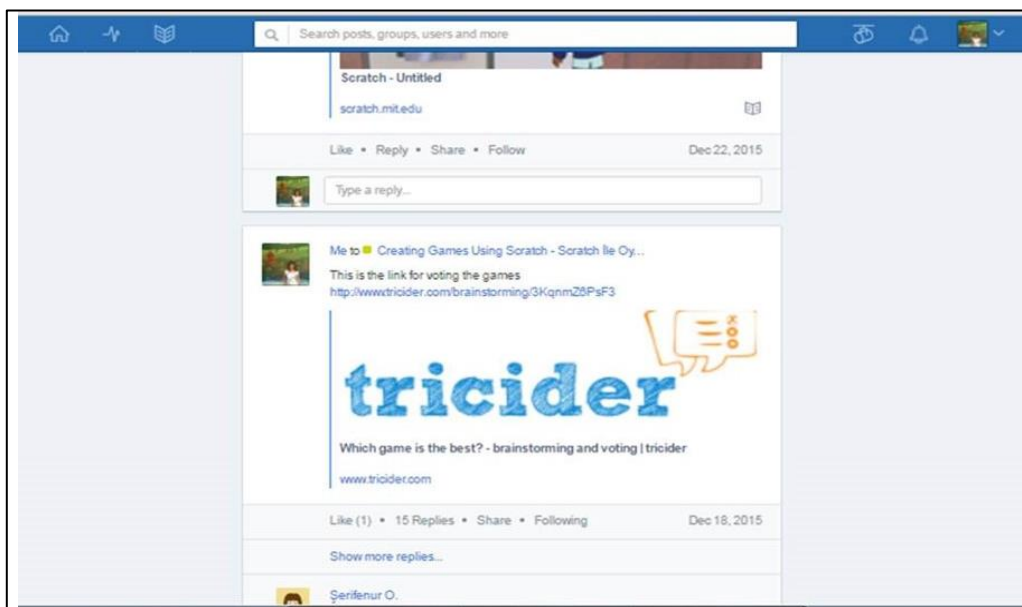 Search posts, groups, users and more
Scratch - Untitled
scratch.mit.edu
Like • Reply • Share • Follow Dec 22, 2015
Type a reply...
Me to Creating Games Using Scratch - Scratch İle Oy...
This is the link for voting the games
http://www.tricider.com/brainstorming/3KqnmZ6PsF3
tricider
Which game is the best? - brainstorming and voting | tricider
www.tricider.com
Like (1) • 15 Replies • Share • Following Dec 18, 2015
Show more replies...
Şerifenur O.